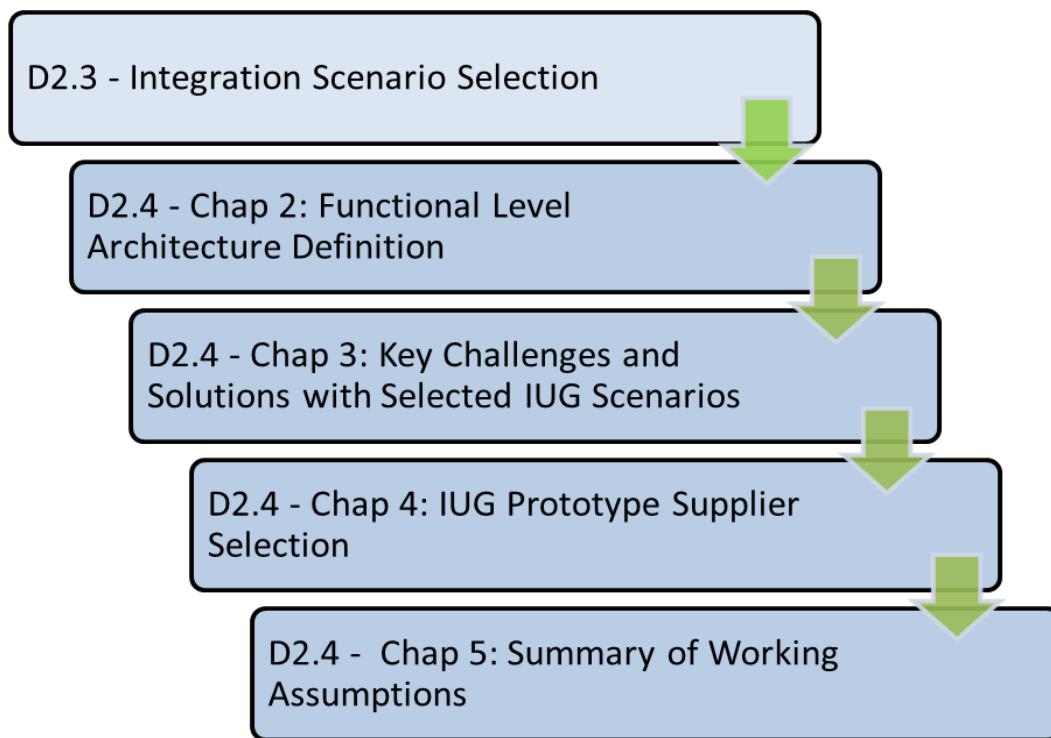 D2.3 - Integration Scenario Selection
D2.4 - Chap 2: Functional Level
Architecture Definition
D2.4 - Chap 3: Key Challenges and
Solutions with Selected IUG Scenarios
D2.4 - Chap 4: IUG Prototype Supplier
Selection
D2.4 -  Chap 5: Summary of Working
Assumptions